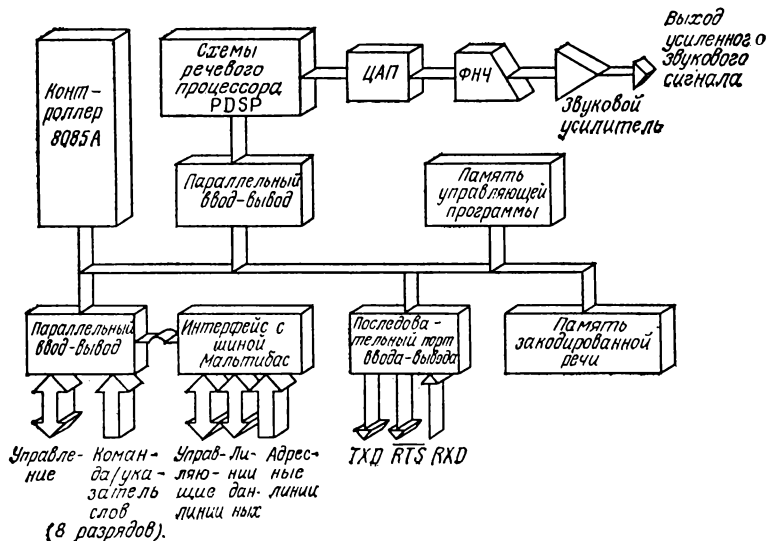 Конт-
роллер
8085А
Схемы
речевого
процессора
PDSP
ЦАП
ФНЧ
Звуковой
усилитель
Выход
усиленного
звукового
сигнала
Параллельный
ввод-вывод
Память
управляющей
программы
Параллельный
ввод-вывод
Интерфейс с
шиной
мальтибас
Последова-
тельный порт
ввода-вывода
Память
закодированной
речи
Управле-
ние
Коман-
да/ука-
затель
слов
(8 разрядов).
Управ-
ляю-
щие
линии
Ли-
нии
дан-
ных
Адрес-
ные
линии
TXD
RTS
RXD